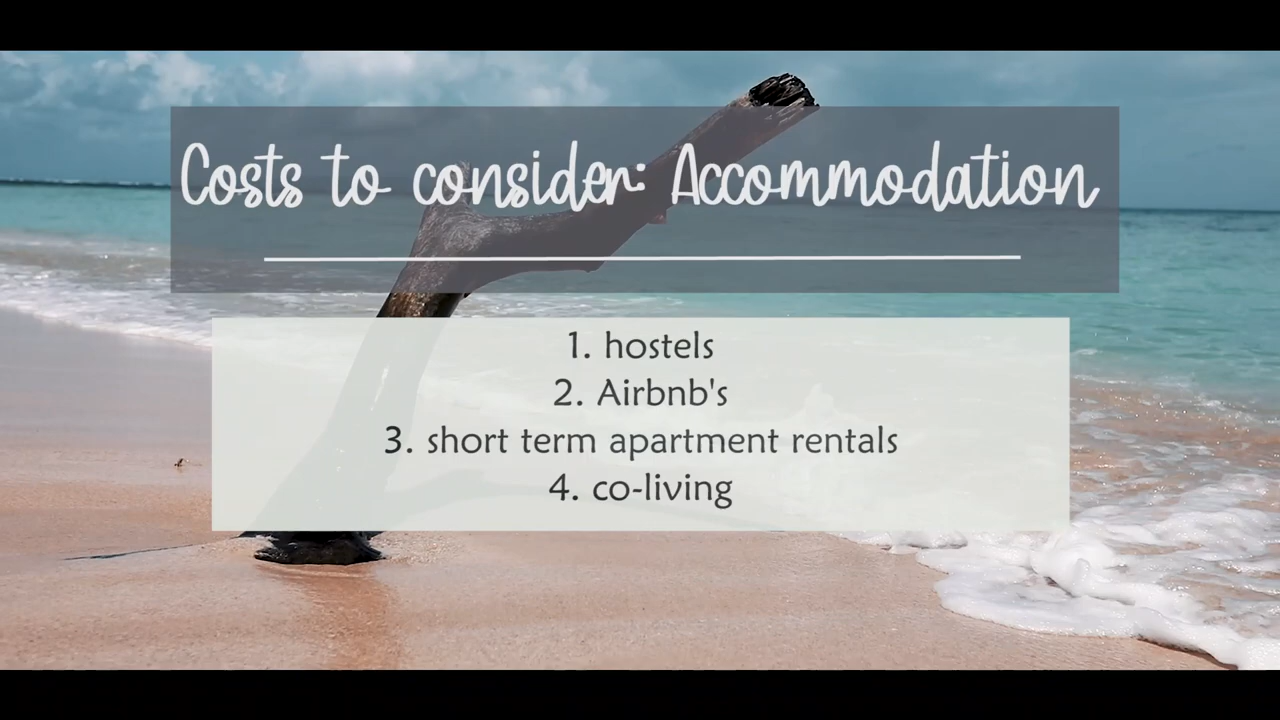 Costs to consider: Accommodation
1. hostels
2. Airbnb's
3. short term apartment rentals
4. co-living